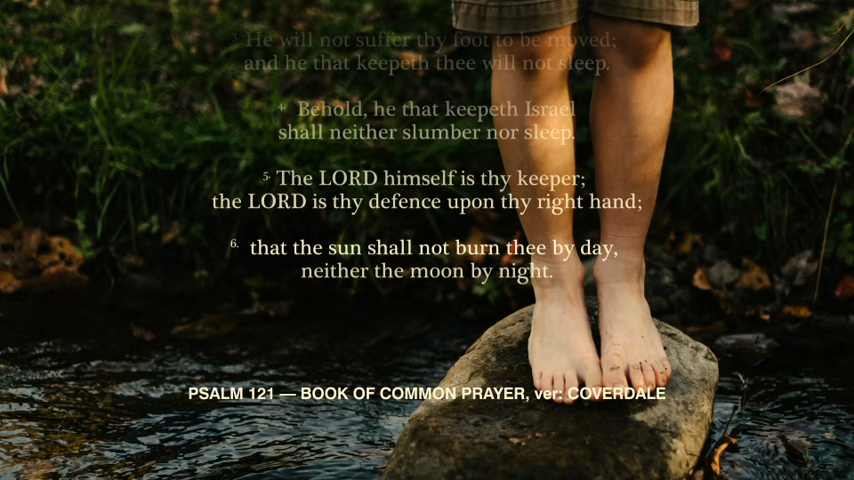 3. He will not suffer thy foot to be moved;
and he that keepeth thee will not sleep.
4. Behold, he that keepeth Israel
shall neither slumber nor sleep.
5. The LORD himself is thy keeper;
the LORD is thy defence upon thy right hand;
6. that the sun shall not burn thee by day,
neither the moon by night.
PSALM 121 — BOOK OF COMMON PRAYER, ver: COVERDALE